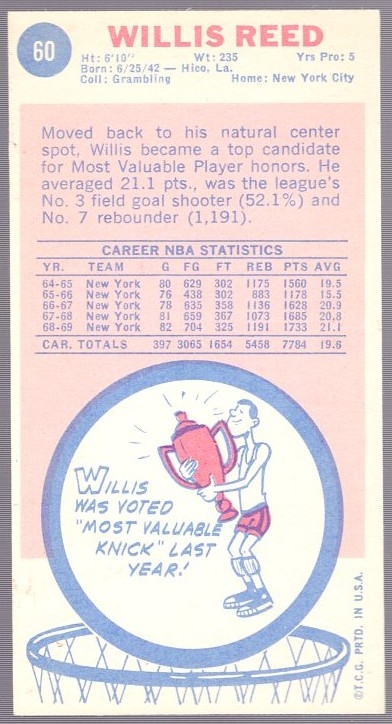 60
WILLIS REED
Ht: 6'10" Wt: 235 Yrs Pro: 5
Born: 6/25/42 — Hico, La.
Coll: Grambling Home: New York City
Moved back to his natural center
spot, Willis became a top candidate
for Most Valuable Player honors. He
averaged 21.1 pts., was the league's
No. 3 field goal shooter (52.1%) and
No. 7 rebounder (1,191).
CAREER NBA STATISTICS
YR. TEAM G FG FT REB PTS AVG
64-65 New York 80 629 302 1175 1560 19.5
65-66 New York 76 438 302 883 1178 15.5
66-67 New York 78 635 358 1136 1628 20.9
67-68 New York 81 659 367 1073 1685 20.8
68-69 New York 82 704 325 1191 1733 21.1
CAR. TOTALS 397 3065 1654 5458 7784 19.6
WILLIS
WAS VOTED
"MOST VALUABLE
KNICK" LAST
YEAR!
©T.C.G. PRTD. IN U.S.A.